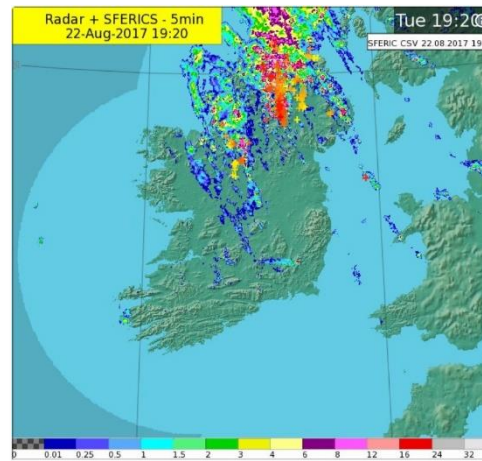 Radar + SFERICS - 5min
22-Aug-2017 19:20
Tue 19:20
SFERIC CSV 22.08.2017 19
0 0.01 0.25 0.5 1 1.5 2 3 4 6 8 12 16 24 32